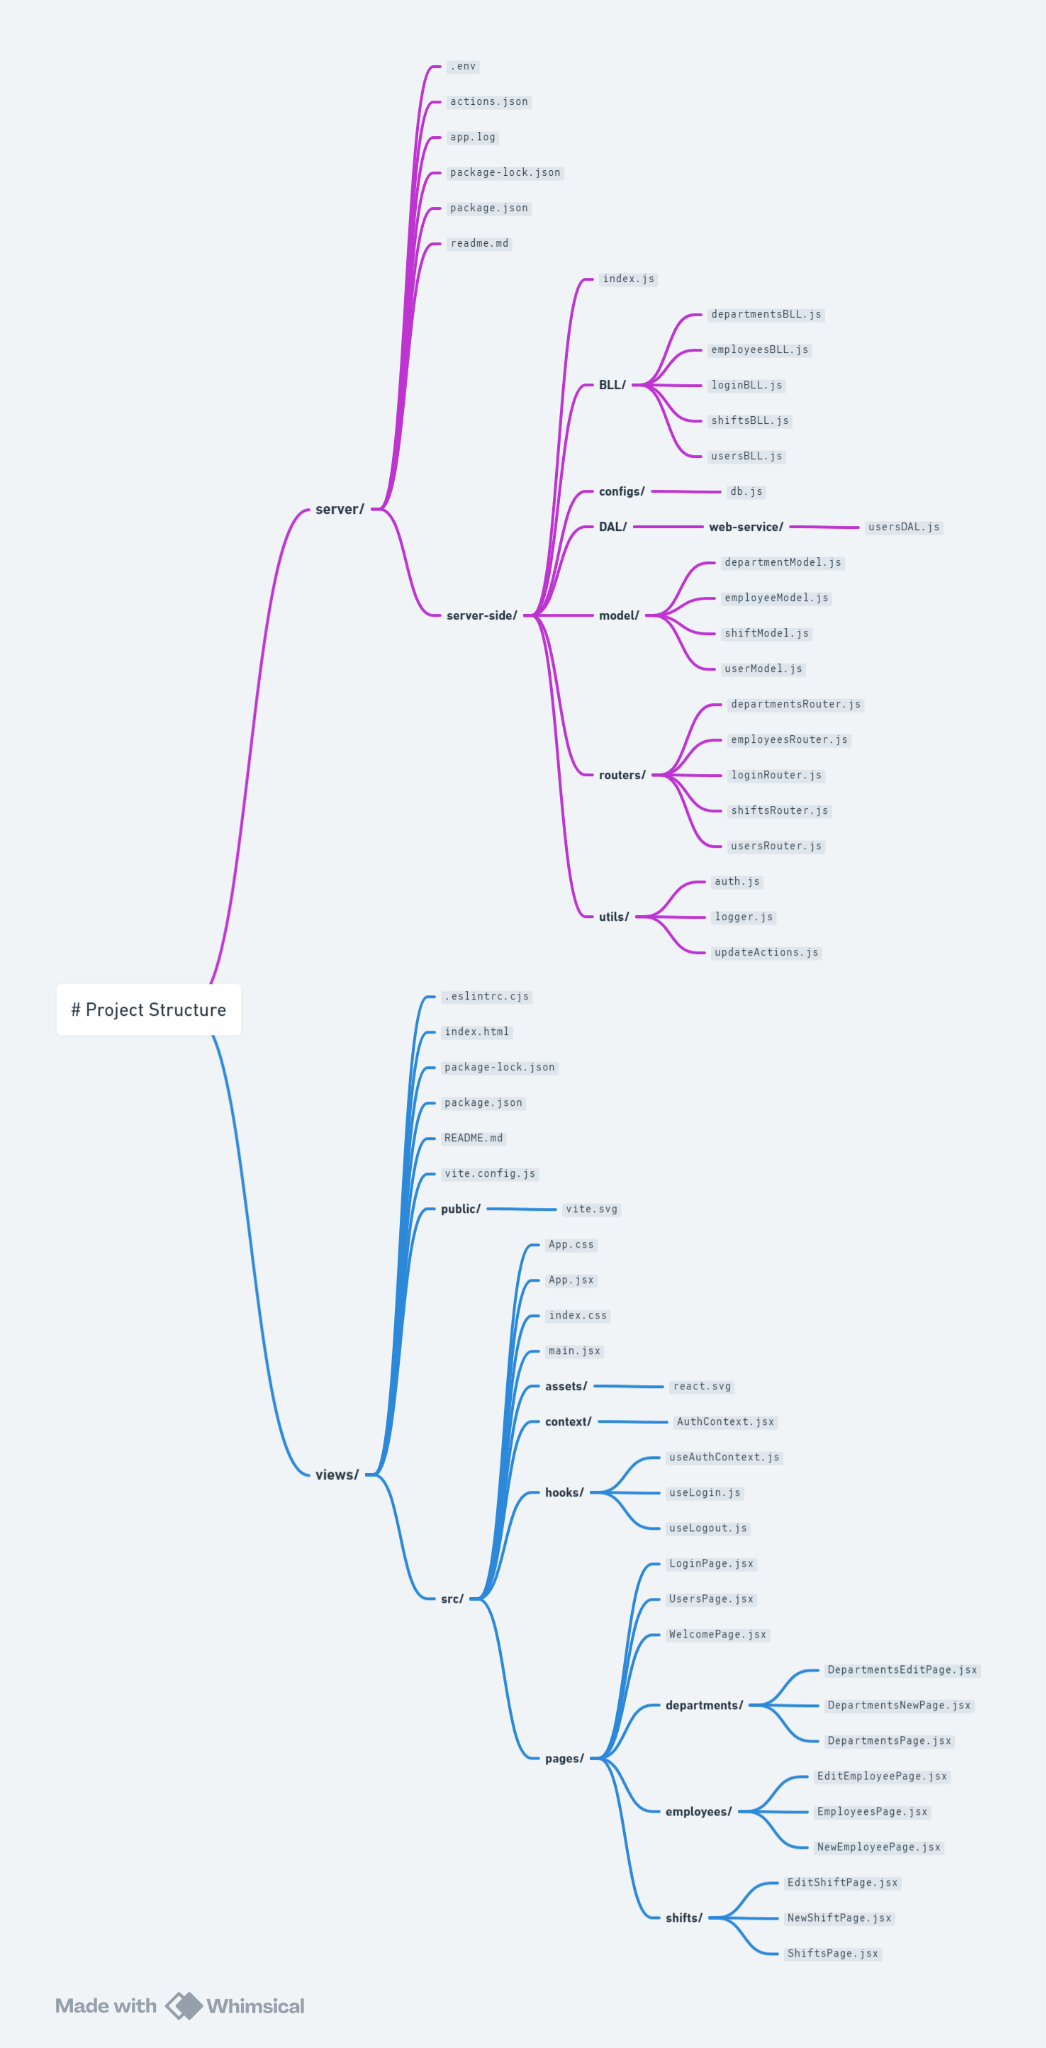 .env
actions.json
app.log
package-lock.json
package.json
readme.md
index.js
departmentsBLL.js
employeesBLL.js
BLL/
loginBLL.js
shiftsBLL.js
usersBLL.js
configs/
db.js
server/
DAL/
web-service/
usersDAL.js
departmentModel.js
employeeModel.js
server-side/
model/
shiftModel.js
userModel.js
departmentsRouter.js
employeesRouter.js
routers/
loginRouter.js
shiftsRouter.js
usersRouter.js
auth.js
utils/
logger.js
updateActions.js
# Project Structure
.eslintrc.cjs
index.html
package-lock.json
package.json
README.md
vite.config.js
public/
vite.svg
App.css
App.jsx
index.css
main.jsx
assets/
react.svg
context/
AuthContext.jsx
useAuthContext.js
views/
hooks/
useLogin.js
useLogout.js
LoginPage.jsx
src/
UsersPage.jsx
WelcomePage.jsx
DepartmentsEditPage.jsx
departments/
DepartmentsNewPage.jsx
DepartmentsPage.jsx
pages/
EditEmployeePage.jsx
employees/
EmployeesPage.jsx
NewEmployeePage.jsx
EditShiftPage.jsx
shifts/
NewShiftPage.jsx
ShiftsPage.jsx
Made with Whimsical